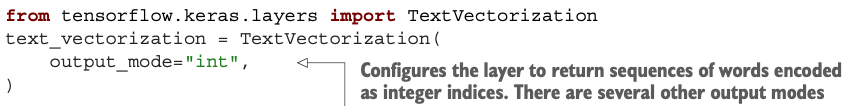 from tensorflow.keras.layers import TextVectorization
text_vectorization = TextVectorization(
    output_mode="int",
)
Configures the layer to return sequences of words encoded
as integer indices. There are several other output modes